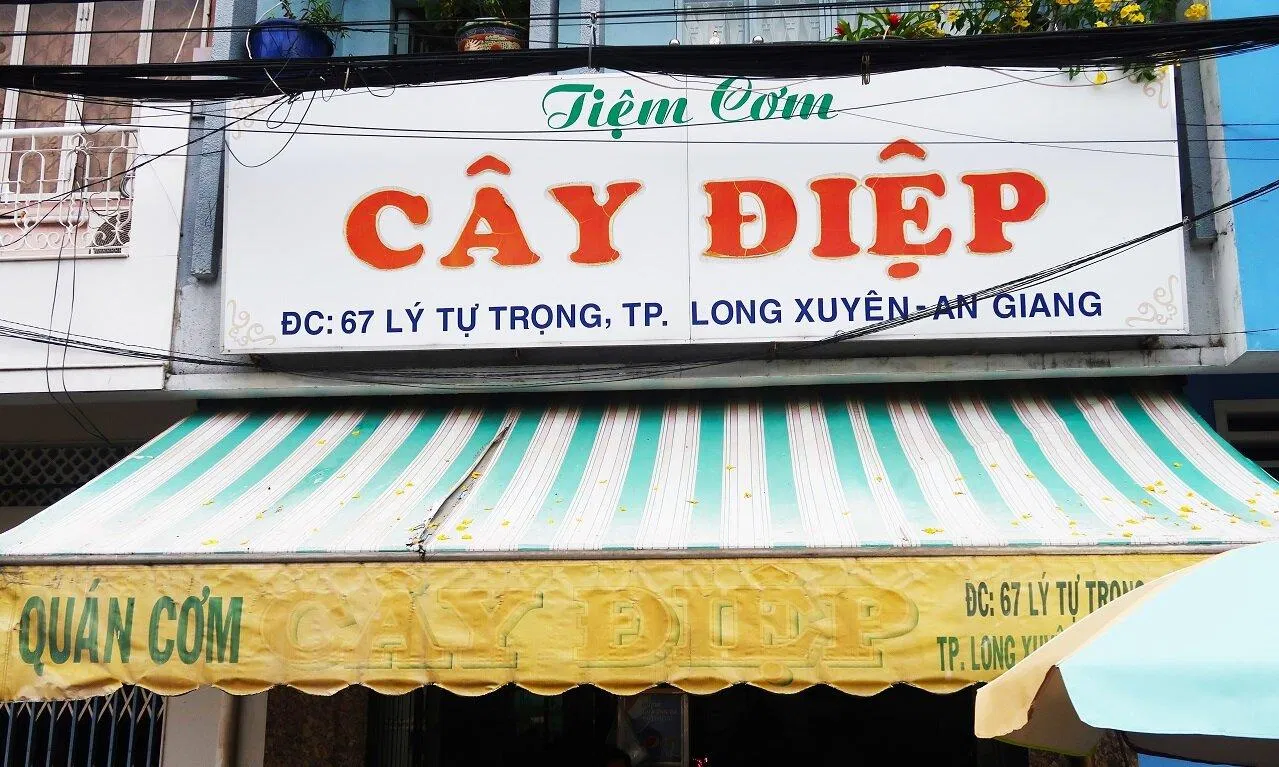 Tiệm Cơm
CÂY ĐIỆP
ĐC: 67 LÝ TỰ TRỌNG, TP. LONG XUYÊN - AN GIANG
QUÁN CƠM
CÂY ĐIỆP
ĐC: 67 LÝ TỰ TRỌNG
TP. LONG